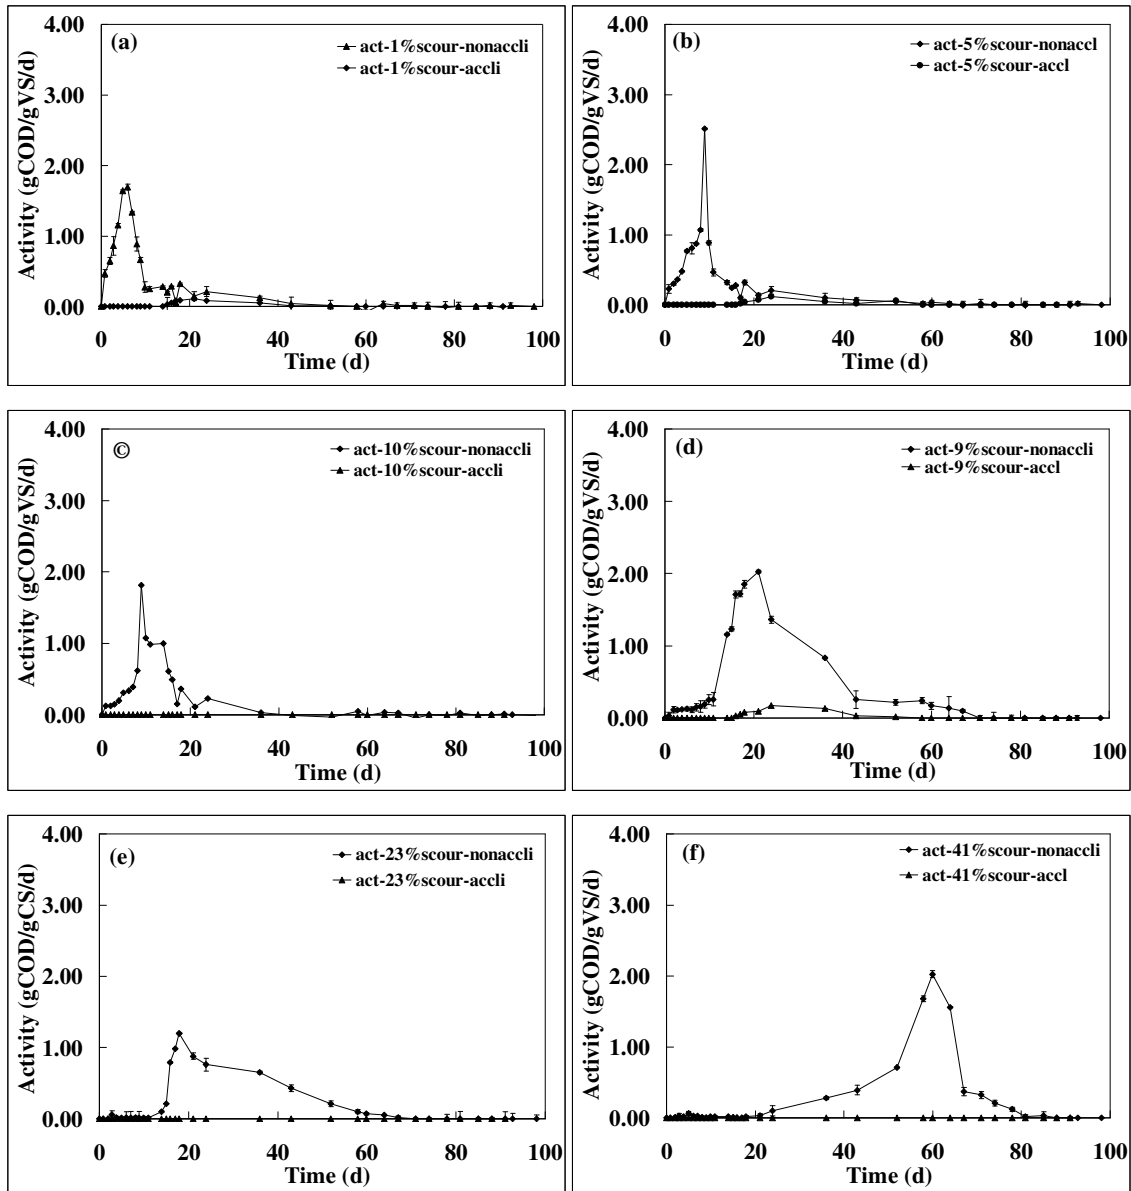 (a)
act-1%scour-nonaccli
act-1%scour-accli
4.00
3.00
2.00
1.00
0.00
0
20
40
60
80
100
Activity (gCOD/gVS/d)
Time (d)
(b)
act-5%scour-nonaccl
act-5%scour-accl
4.00
3.00
2.00
1.00
0.00
0
20
40
60
80
100
Activity (gCOD/gVS/d)
Time (d)
©
act-10%scour-nonaccli
act-10%scour-accli
4.00
3.00
2.00
1.00
0.00
0
20
40
60
80
100
Activity (gCOD/gVS/d)
Time (d)
(d)
act-9%scour-nonaccli
act-9%scour-accl
4.00
3.00
2.00
1.00
0.00
0
20
40
60
80
100
Activity (gCOD/gVS/d)
Time (d)
(e)
act-23%scour-nonaccli
act-23%scour-accli
4.00
3.00
2.00
1.00
0.00
0
20
40
60
80
100
Activity (gCOD/gCS/d)
Time (d)
(f)
act-41%scour-nonaccli
act-41%scour-accl
4.00
3.00
2.00
1.00
0.00
0
20
40
60
80
100
Activity (gCOD/gVS/d)
Time (d)